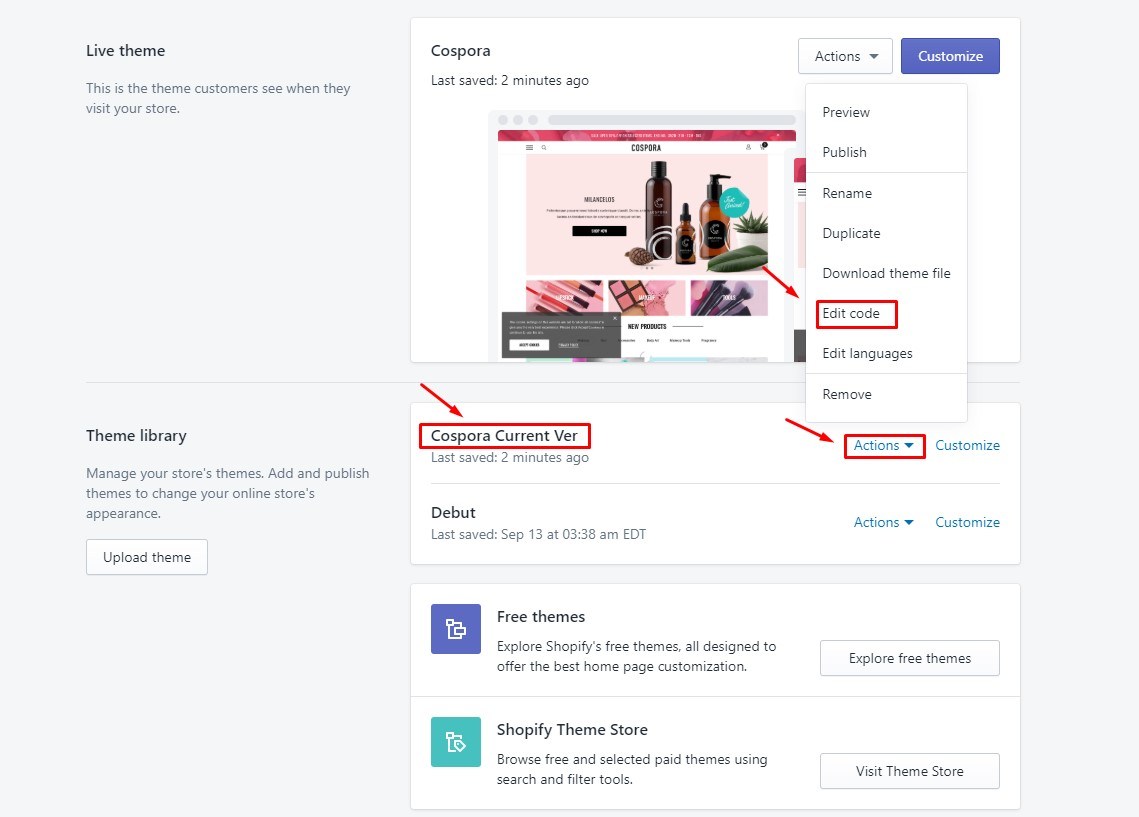 Live theme
This is the theme customers see when they
visit your store.
Cospora
Last saved: 2 minutes ago
Actions
Customize
Preview
Publish
Rename
Duplicate
Download theme file
Edit code
Edit languages
Remove
COSPORA
MILANCELOS
SHOP NOW
LIPSTICK
MAKEUP
TOOLS
NEW PRODUCTS
Theme library
Manage your store's themes. Add and publish
themes to change your online store's
appearance.
Upload theme
Cospora Current Ver
Last saved: 2 minutes ago
Actions
Customize
Debut
Last saved: Sep 13 at 03:38 am EDT
Actions
Customize
Free themes
Explore Shopify's free themes, all designed to
offer the best home page customization.
Explore free themes
Shopify Theme Store
Browse free and selected paid themes using
search and filter tools.
Visit Theme Store